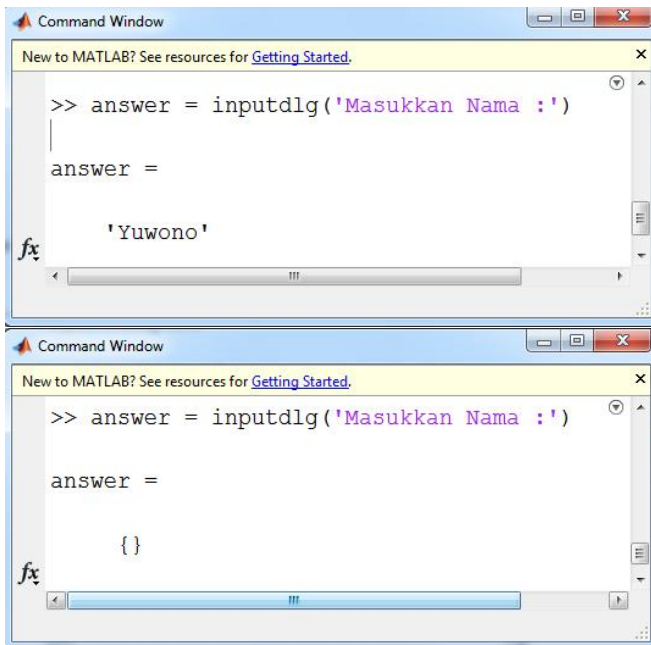 Command Window
New to MATLAB? See resources for Getting Started.
>> answer = inputdlg('Masukkan Nama :')
answer =
'Yuwono'
fx
Command Window
New to MATLAB? See resources for Getting Started.
>> answer = inputdlg('Masukkan Nama :')
answer =
{}
fx